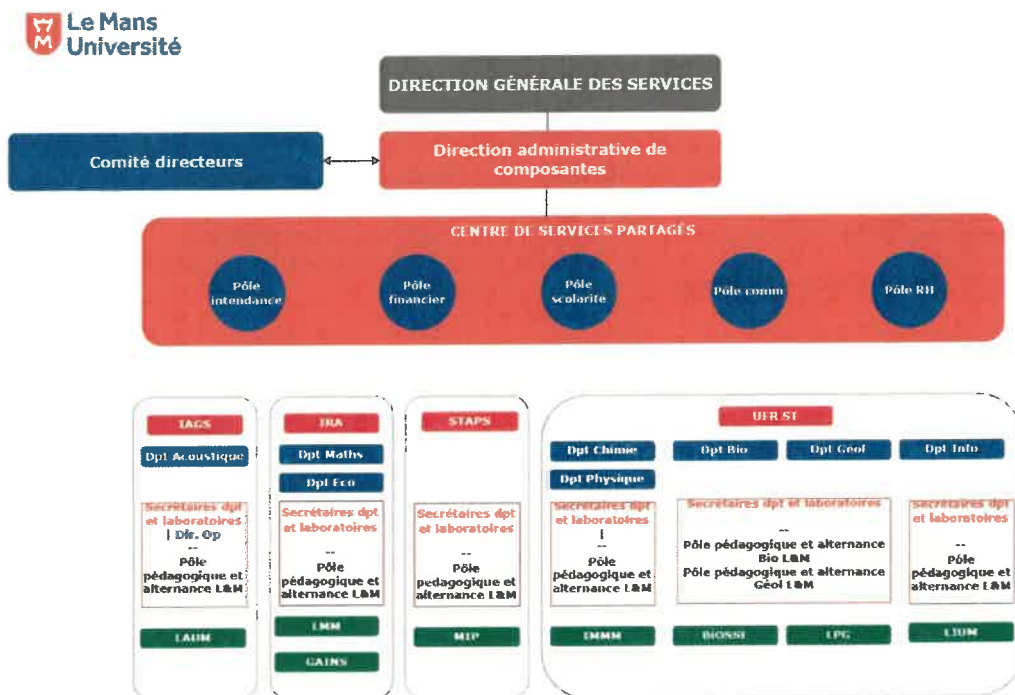 Le Mans
Université
DIRECTION GÉNÉRALE DES SERVICES
Comité directeurs
Direction administrative de
composantes
CENTRE DE SERVICES PARTAGÉS
Pôle
intendance
Pôle
financier
Pôle
scolarité
Pôle comm
Pôle RH
IAGS
Dpt Acoustique
Secrétaires dpt
et laboratoires
| Dir. Op
--
Pôle
pédagogique et
alternance L&M
LAUM
IRA
Dpt Maths
Dpt Eco
Secrétaires dpt
et laboratoires
--
Pôle
pédagogique et
alternance L&M
LMM
GAINS
STAPS
Secrétaires dpt
et laboratoires
--
Pôle
pedagogique et
alternance L&M
MIP
UFR ST
Dpt Chimie
Dpt Physique
Secrétaires dpt
et laboratoires
|
--
Pôle
pédagogique et
alternance L&M
IMMM
Dpt Bio
Dpt Géol
Secrétaires dpt et laboratoires
--
Pôle pédagogique et alternance
Bio L&M
Pôle pédagogique et alternance
Géol L&M
BiOSSE
LPG
Dpt Info
Secrétaires dpt
et laboratoires
--
Pôle
pédagogique et
alternance L&M
LIUM